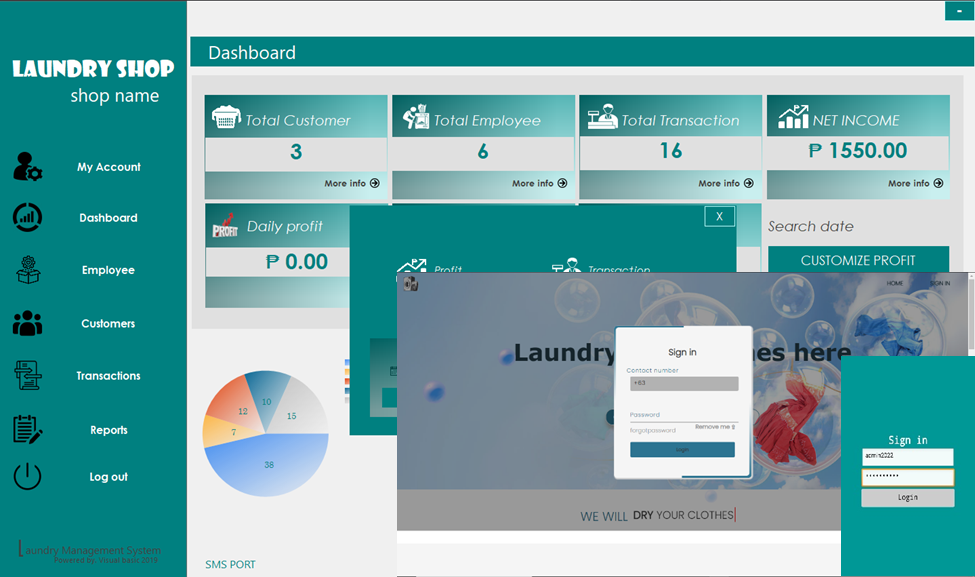 -
LAUNDRY SHOP
shop name
My Account
Dashboard
Employee
Customers
Transactions
Reports
Log out
Laundry Management System
Powered by: Visual basic 2019
Dashboard
Total Customer
3
More info
Total Employee
6
More info
Total Transaction
16
More info
NET INCOME
₱ 1550.00
More info
PROFIT
Daily profit
₱ 0.00
Search date
CUSTOMIZE PROFIT
X
Profit
Transaction
12
10
15
7
38
SMS PORT
HOME
SIGN IN
Laundry
es here
Sign in
Contact number
+63
Password
forgotpassword
Remove me
Login
WE WILL DRY YOUR CLOTHES
Sign in
admin2222
**********
Login